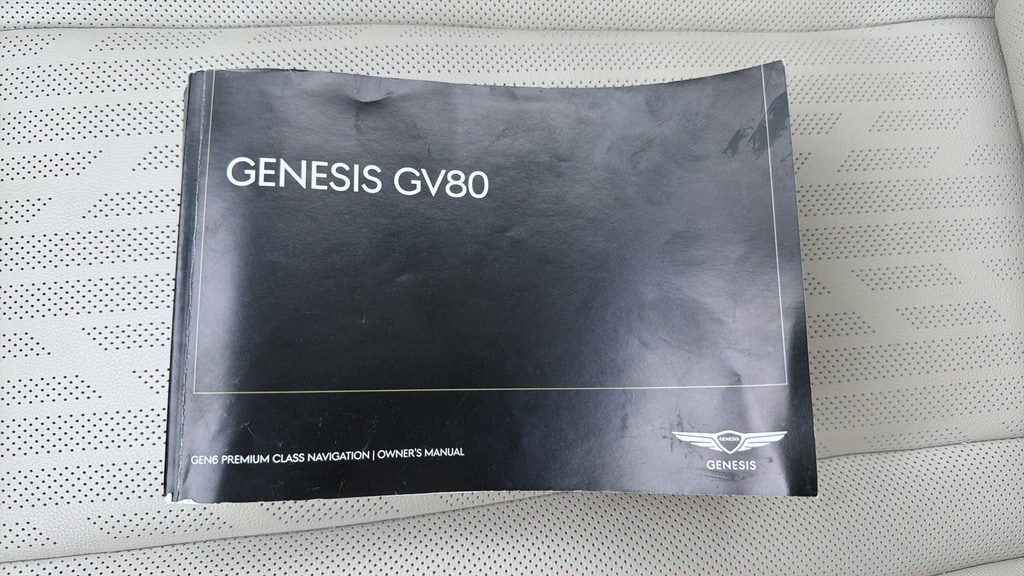 GENESIS GV80
GEN6 PREMIUM CLASS NAVIGATION | OWNER'S MANUAL
GENESIS
GENESIS